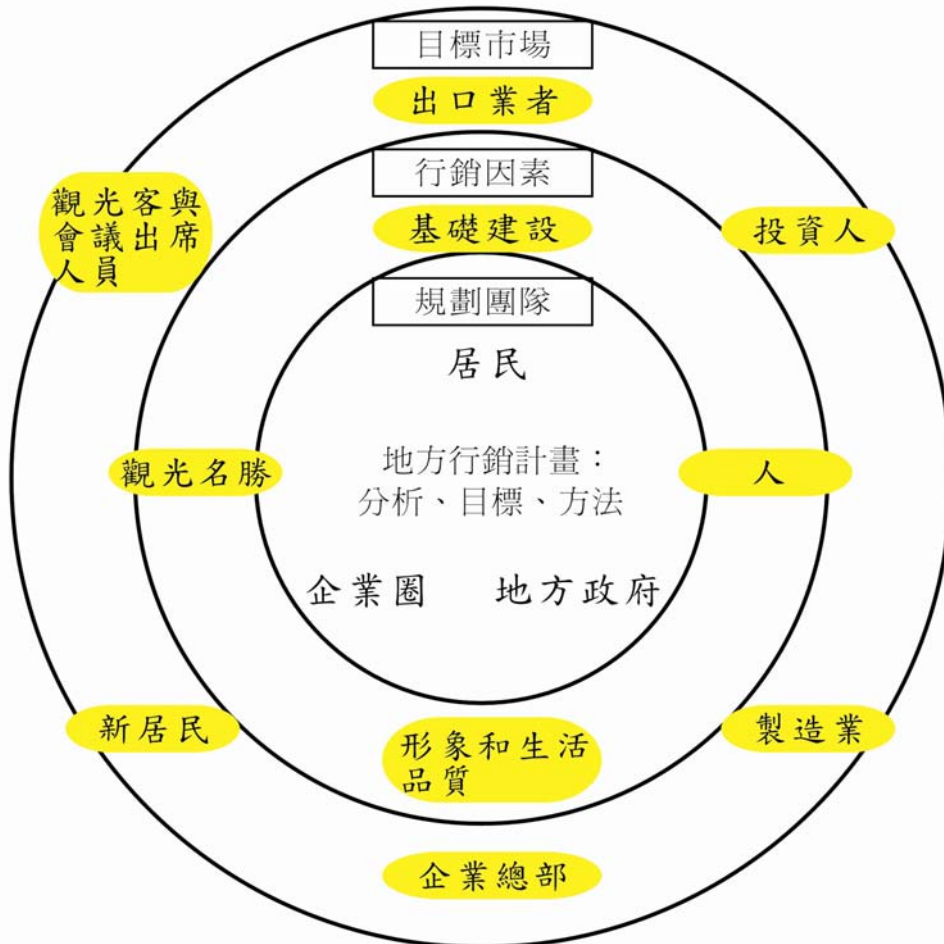 目標市場
出口業者
行銷因素
觀光客與
會議出席
人員
基礎建設
投資人
規劃團隊
居民
觀光名勝
地方行銷計畫：
分析、目標、方法
人
企業圈
地方政府
新居民
形象和生活
品質
製造業
企業總部